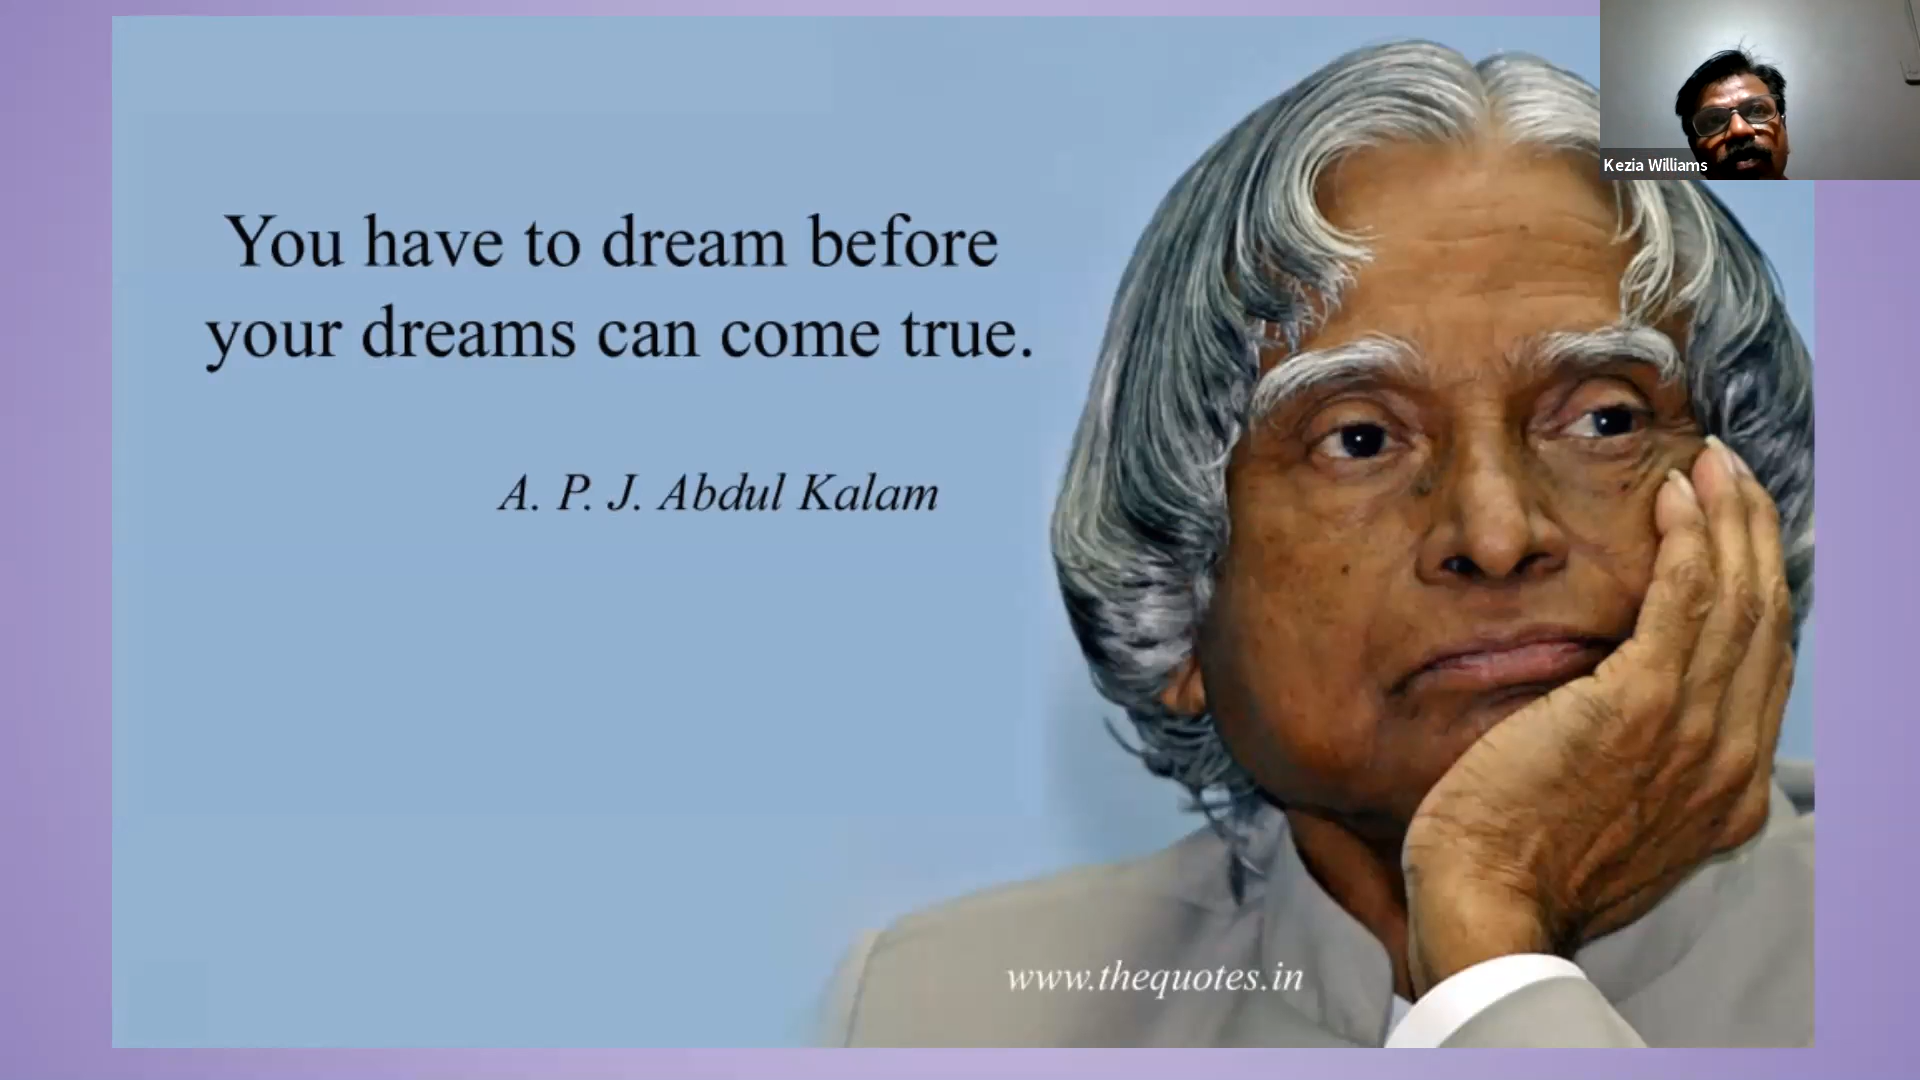 You have to dream before
your dreams can come true.
A. P. J. Abdul Kalam
www.thequotes.in
Kezia Williams